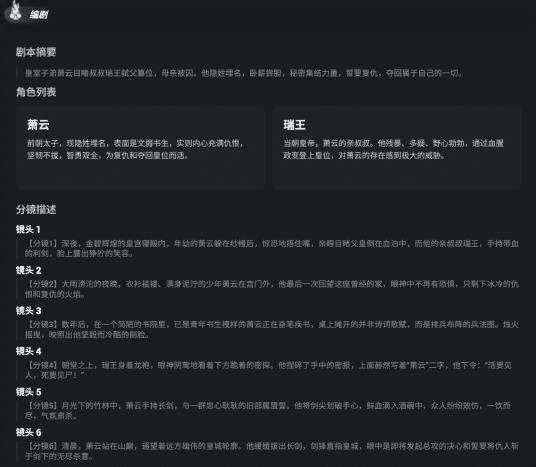 编剧
剧本摘要
皇室子弟萧云目睹叔叔瑞王弑父篡位，母亲被囚。他隐姓埋名，卧薪尝胆，秘密集结力量，誓要复仇，夺回属于自己的一切。
角色列表
萧云
前朝太子，现隐姓埋名，表面是文弱书生，实则内心充满仇恨，
坚韧不拔，智勇双全，为复仇和夺回皇位而活。
瑞王
当朝皇帝，萧云的亲叔叔。他残暴、多疑、野心勃勃，通过血腥
政变登上皇位，对萧云的存在感到极大的威胁。
分镜描述
镜头 1
【分镜1】深夜，金碧辉煌的皇宫寝殿内，年幼的萧云躲在纱幔后，惊恐地捂住嘴，亲眼目睹父皇倒在血泊中，而他的亲叔叔瑞王，手持带血
的利剑，脸上露出狰狞的笑容。
镜头 2
【分镜2】大雨滂沱的夜晚，衣衫褴褛、满身泥泞的少年萧云在宫门外，他最后一次回望这座曾经的家，眼神中不再有恐惧，只剩下冰冷的仇
恨和复仇的火焰。
镜头 3
【分镜3】数年后，在一个简陋的书院里，已是青年书生模样的萧云正在奋笔疾书，桌上摊开的并非诗词歌赋，而是排兵布阵的兵法图。烛火
摇曳，映照出他坚毅而冷酷的侧脸。
镜头 4
【分镜4】朝堂之上，瑞王身着龙袍，眼神阴鸷地看着下方跪着的密探。他捏碎了手中的密报，上面赫然写着“萧云”二字，他下令：“活要见
人，死要见尸！”
镜头 5
【分镜5】月光下的竹林中，萧云手持长剑，与一群忠心耿耿的旧部属盟誓。他将剑尖划破手心，鲜血滴入酒碗中，众人纷纷效仿，一饮而
尽，气氛肃杀。
镜头 6
【分镜6】清晨，萧云站在山巅，遥望着远方雄伟的皇城轮廓。他缓缓拔出长剑，剑锋直指皇城，眼中是即将发起总攻的决心和誓要将仇人斩
于剑下的无尽杀意。